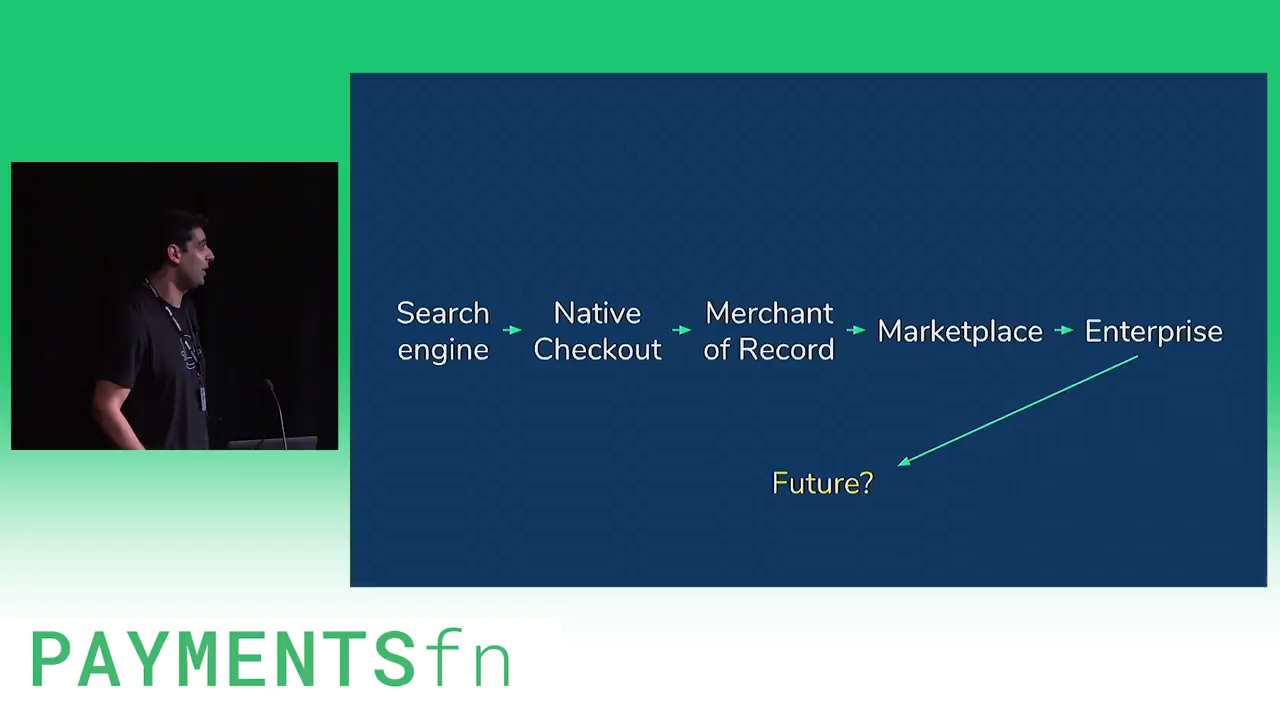 Search
engine
Native
Checkout
Merchant
of Record
Marketplace
Enterprise
Future?
PAYMENTSfn